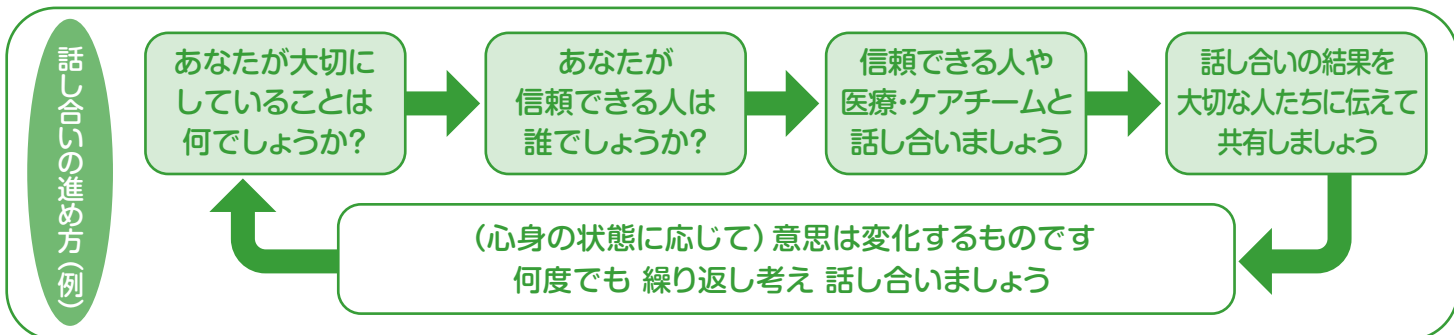 話し合いの進め方（例）
あなたが大切に
していることは
何でしょうか?
あなたが
信頼できる人は
誰でしょうか?
信頼できる人や
医療・ケアチームと
話し合いましょう
話し合いの結果を
大切な人たちに伝えて
共有しましょう
（心身の状態に応じて）意思は変化するものです
何度でも 繰り返し考え 話し合いましょう